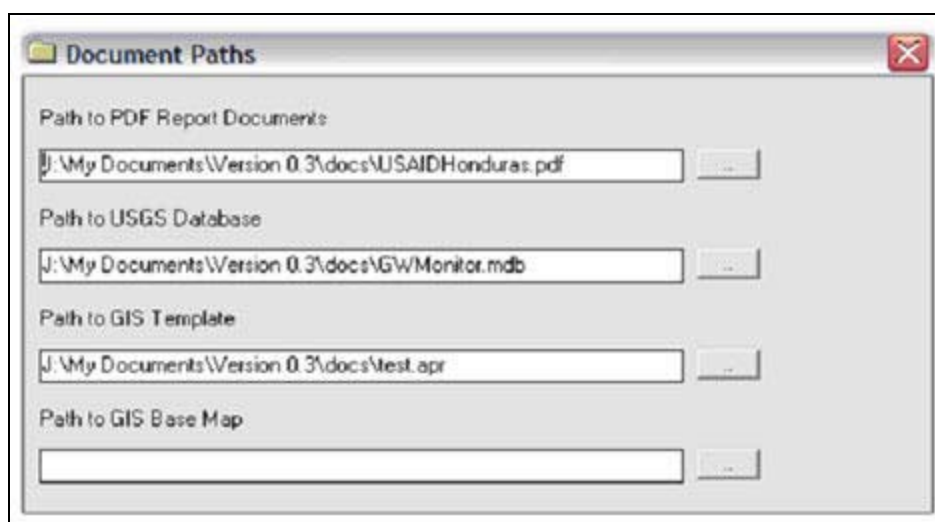 Document Paths
Path to PDF Report Documents
J:\My Documents\Version 0.3\docs\USAIDHonduras.pdf
..
Path to USGS Database
J:\My Documents\Version 0.3\docs\GWMonitor.mdb
..
Path to GIS Template
J:\My Documents\Version 0.3\docs\test.apr
..
Path to GIS Base Map
..